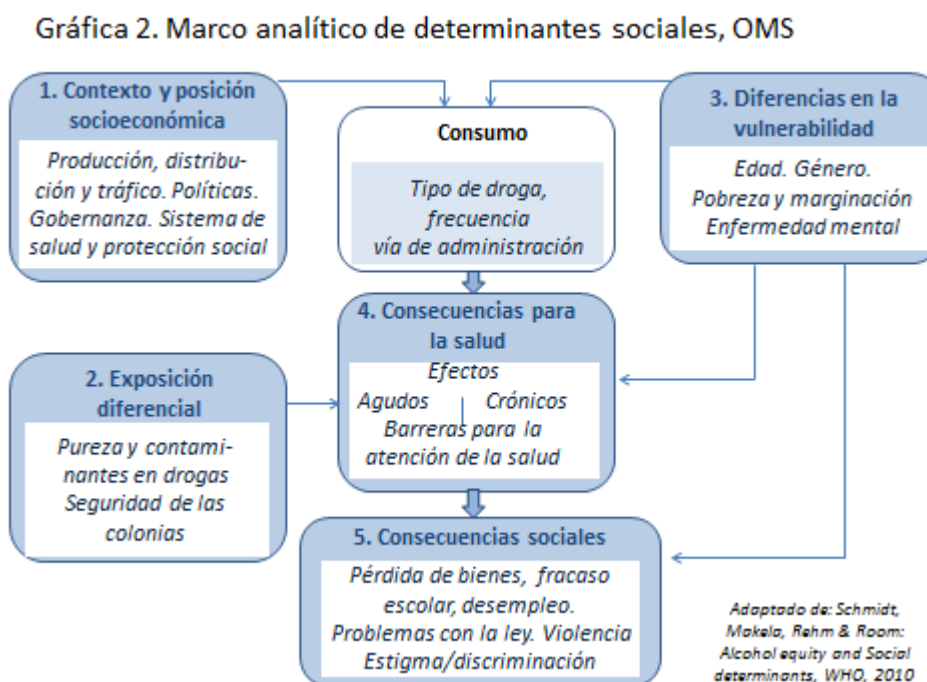 Gráfica 2. Marco analítico de determinantes sociales, OMS
1. Contexto y posición
socioeconómica
Producción, distribu-
ción y tráfico. Políticas.
Gobernanza. Sistema de
salud y protección social
Consumo
Tipo de droga,
frecuencia
vía de administración
3. Diferencias en la
vulnerabilidad
Edad. Género.
Pobreza y marginación
Enfermedad mental
2. Exposición
diferencial
Pureza y contami-
nantes en drogas
Seguridad de las
colonias
4. Consecuencias para
la salud
Efectos
Agudos Crónicos
Barreras para la
atención de la salud
5. Consecuencias sociales
Pérdida de bienes, fracaso
escolar, desempleo.
Problemas con la ley. Violencia
Estigma/discriminación
Adaptado de: Schmidt,
Makela, Rehm & Room:
Alcohol equity and Social
determinants, WHO, 2010